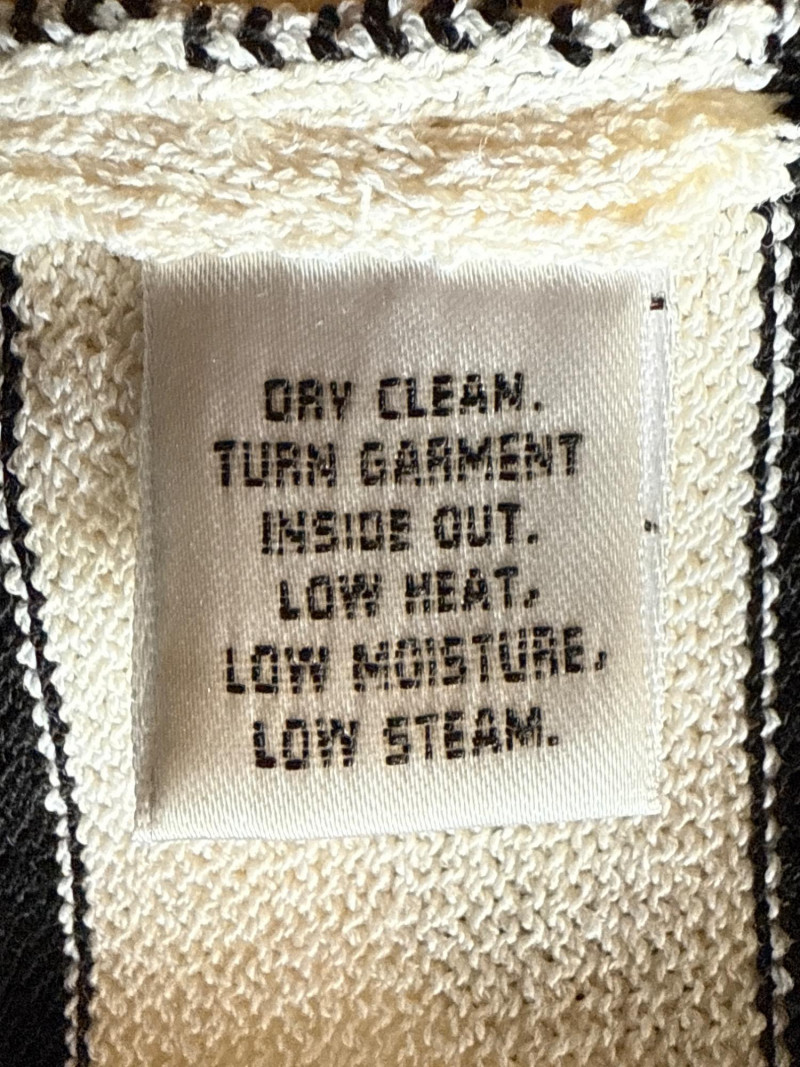 DRY CLEAN.
TURN GARMENT
INSIDE OUT.
LOW HEAT,
LOW MOISTURE,
LOW STEAM.